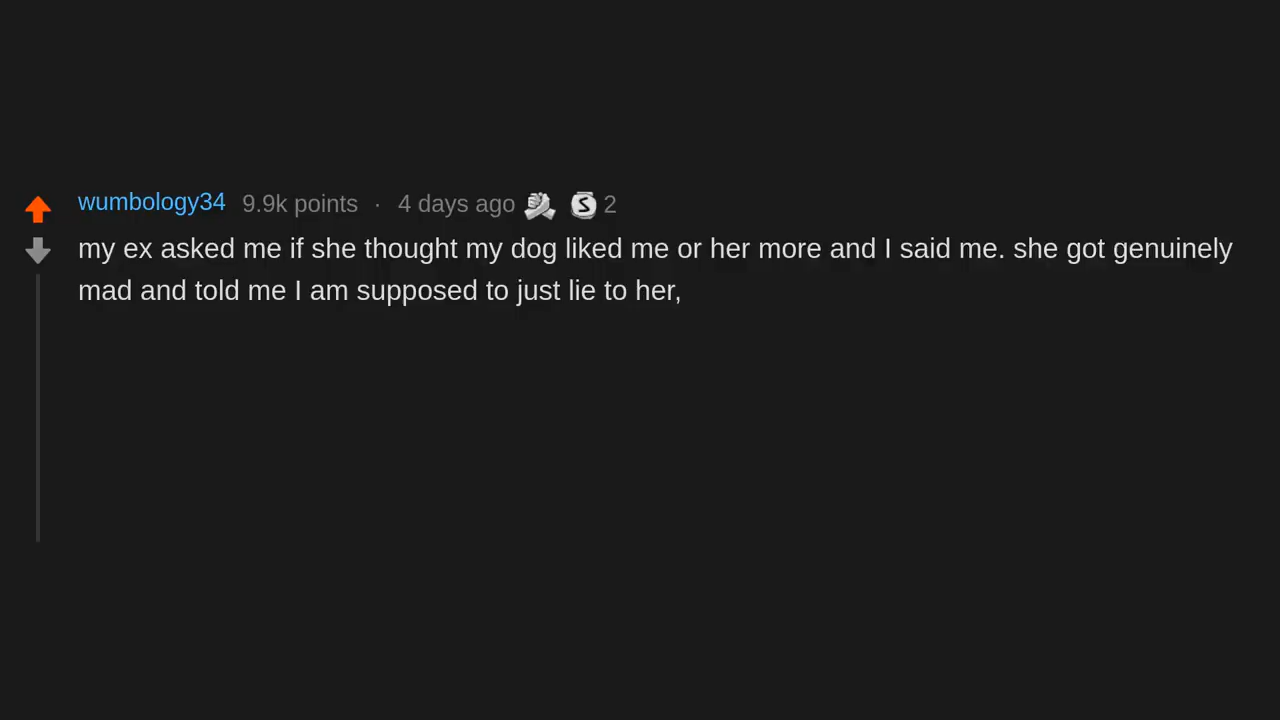 wumbology34 9.9k points · 4 days ago 2
my ex asked me if she thought my dog liked me or her more and I said me. she got genuinely
mad and told me I am supposed to just lie to her,